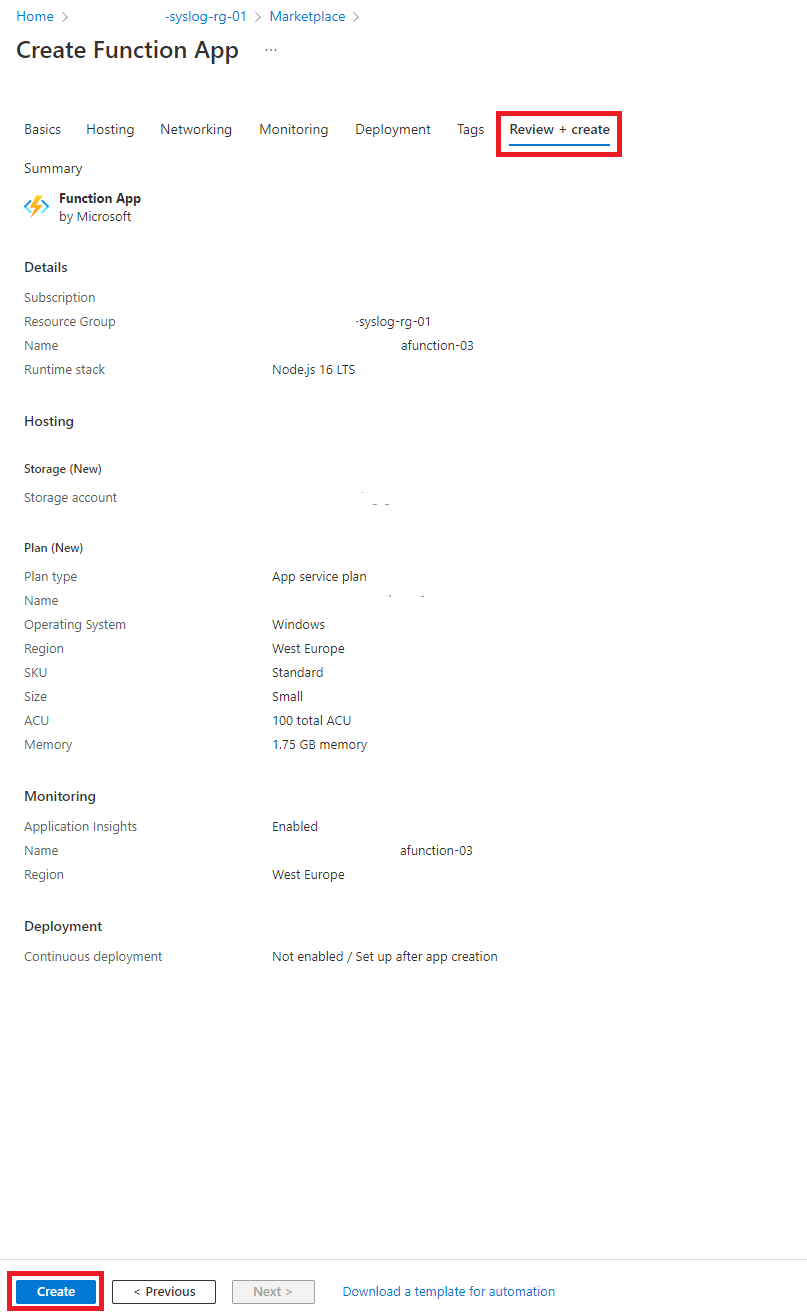 Home > -syslog-rg-01 > Marketplace >
Create Function App ...
Basics Hosting Networking Monitoring Deployment Tags Review + create
Summary
Function App
by Microsoft
Details
Subscription
Resource Group -syslog-rg-01
Name afunction-03
Runtime stack Node.js 16 LTS
Hosting
Storage (New)
Storage account
Plan (New)
Plan type App service plan
Name
Operating System Windows
Region West Europe
SKU Standard
Size Small
ACU 100 total ACU
Memory 1.75 GB memory
Monitoring
Application Insights Enabled
Name afunction-03
Region West Europe
Deployment
Continuous deployment Not enabled / Set up after app creation
Create < Previous Next > Download a template for automation